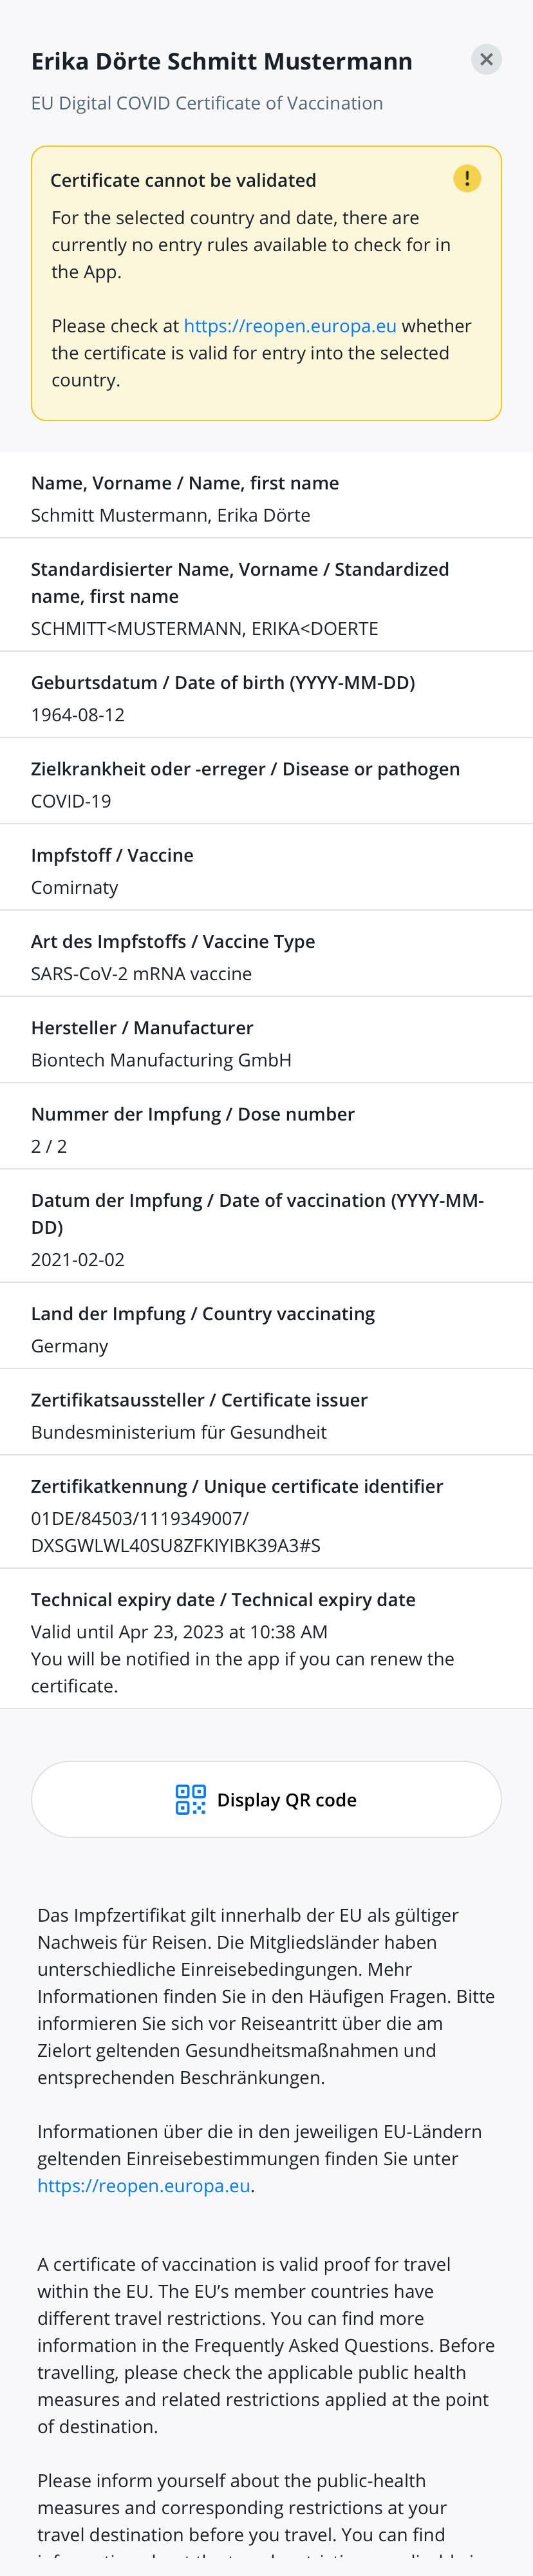 Erika Dörte Schmitt Mustermann
EU Digital COVID Certificate of Vaccination
Certificate cannot be validated
For the selected country and date, there are
currently no entry rules available to check for in
the App.
Please check at https://reopen.europa.eu whether
the certificate is valid for entry into the selected
country.
Name, Vorname / Name, first name
Schmitt Mustermann, Erika Dörte
Standardisierter Name, Vorname / Standardized
name, first name
SCHMITT<MUSTERMANN, ERIKA<DOERTE
Geburtsdatum / Date of birth (YYYY-MM-DD)
1964-08-12
Zielkrankheit oder -erreger / Disease or pathogen
COVID-19
Impfstoff / Vaccine
Comirnaty
Art des Impfstoffs / Vaccine Type
SARS-CoV-2 mRNA vaccine
Hersteller / Manufacturer
Biontech Manufacturing GmbH
Nummer der Impfung / Dose number
2 / 2
Datum der Impfung / Date of vaccination (YYYY-MM-
DD)
2021-02-02
Land der Impfung / Country vaccinating
Germany
Zertifikatsaussteller / Certificate issuer
Bundesministerium für Gesundheit
Zertifikatkennung / Unique certificate identifier
01DE/84503/1119349007/
DXSGWLWL40SU8ZFKIYIBK39A3#S
Technical expiry date / Technical expiry date
Valid until Apr 23, 2023 at 10:38 AM
You will be notified in the app if you can renew the
certificate.
Display QR code
Das Impfzertifikat gilt innerhalb der EU als gültiger
Nachweis für Reisen. Die Mitgliedsländer haben
unterschiedliche Einreisebedingungen. Mehr
Informationen finden Sie in den Häufigen Fragen. Bitte
informieren Sie sich vor Reiseantritt über die am
Zielort geltenden Gesundheitsmaßnahmen und
entsprechenden Beschränkungen.
Informationen über die in den jeweiligen EU-Ländern
geltenden Einreisebestimmungen finden Sie unter
https://reopen.europa.eu.
A certificate of vaccination is valid proof for travel
within the EU. The EU's member countries have
different travel restrictions. You can find more
information in the Frequently Asked Questions. Before
travelling, please check the applicable public health
measures and related restrictions applied at the point
of destination.
Please inform yourself about the public-health
measures and corresponding restrictions at your
travel destination before you travel. You can find